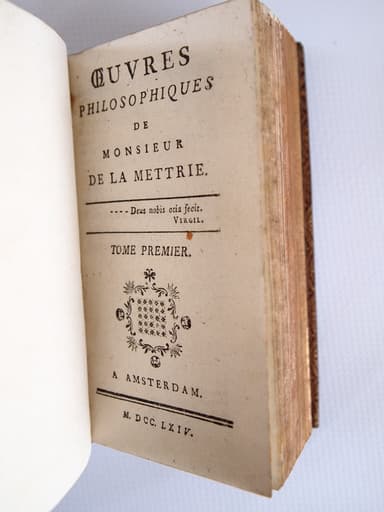 ŒUVRES
PHILOSOPHIQUES
DE
MONSIEUR
DE LA METTRIE.
---- Deus nobis otia fecit.
VIRGIL.
TOME PREMIER.
A AMSTERDAM.
M. DCC. LXIV.